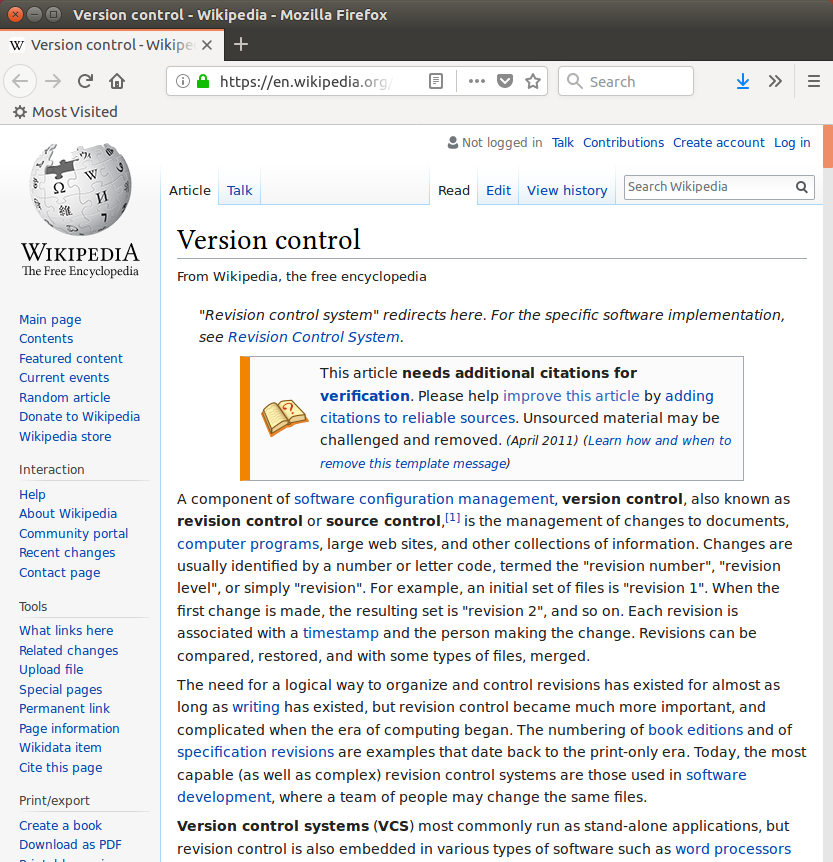 Version control - Wikipedia - Mozilla Firefox
W Version control - Wikipe
https://en.wikipedia.org/
Search
Most Visited
Not logged in Talk Contributions Create account Log in
Article Talk Read Edit View history Search Wikipedia
WIKIPEDIA
The Free Encyclopedia
Main page
Contents
Featured content
Current events
Random article
Donate to Wikipedia
Wikipedia store
Interaction
Help
About Wikipedia
Community portal
Recent changes
Contact page
Tools
What links here
Related changes
Upload file
Special pages
Permanent link
Page information
Wikidata item
Cite this page
Print/export
Create a book
Download as PDF
Version control
From Wikipedia, the free encyclopedia
"Revision control system" redirects here. For the specific software implementation,
see Revision Control System.
This article needs additional citations for
verification. Please help improve this article by adding
citations to reliable sources. Unsourced material may be
challenged and removed. (April 2011) (Learn how and when to
remove this template message)
A component of software configuration management, version control, also known as
revision control or source control,[1] is the management of changes to documents,
computer programs, large web sites, and other collections of information. Changes are
usually identified by a number or letter code, termed the "revision number", "revision
level", or simply "revision". For example, an initial set of files is "revision 1". When the
first change is made, the resulting set is "revision 2", and so on. Each revision is
associated with a timestamp and the person making the change. Revisions can be
compared, restored, and with some types of files, merged.
The need for a logical way to organize and control revisions has existed for almost as
long as writing has existed, but revision control became much more important, and
complicated when the era of computing began. The numbering of book editions and of
specification revisions are examples that date back to the print-only era. Today, the most
capable (as well as complex) revision control systems are those used in software
development, where a team of people may change the same files.
Version control systems (VCS) most commonly run as stand-alone applications, but
revision control is also embedded in various types of software such as word processors